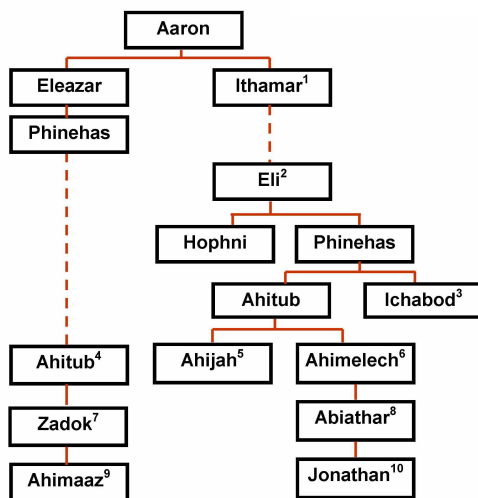 Aaron
Eleazar
Ithamar¹
Phinehas
Eli²
Hophni
Phinehas
Ahitub
Ichabod³
Ahitub⁴
Ahijah⁵
Ahimelech⁶
Zadok⁷
Abiathar⁸
Ahimaaz⁹
Jonathan¹⁰